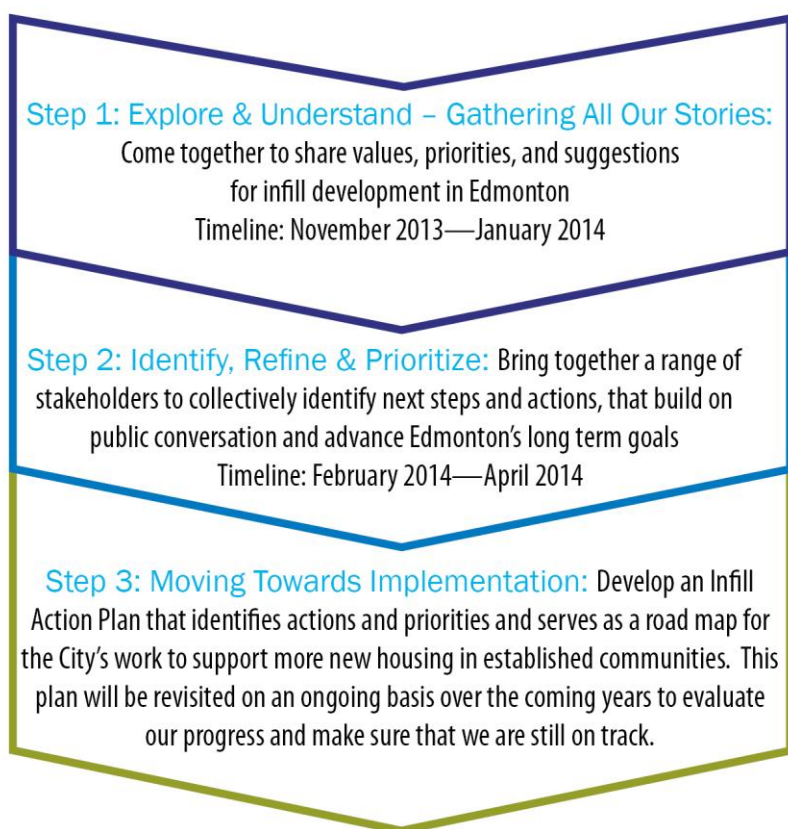 Step 1: Explore & Understand – Gathering All Our Stories:
Come together to share values, priorities, and suggestions
for infill development in Edmonton
Timeline: November 2013—January 2014
Step 2: Identify, Refine & Prioritize: Bring together a range of
stakeholders to collectively identify next steps and actions, that build on
public conversation and advance Edmonton’s long term goals
Timeline: February 2014—April 2014
Step 3: Moving Towards Implementation: Develop an Infill
Action Plan that identifies actions and priorities and serves as a road map for
the City’s work to support more new housing in established communities. This
plan will be revisited on an ongoing basis over the coming years to evaluate
our progress and make sure that we are still on track.